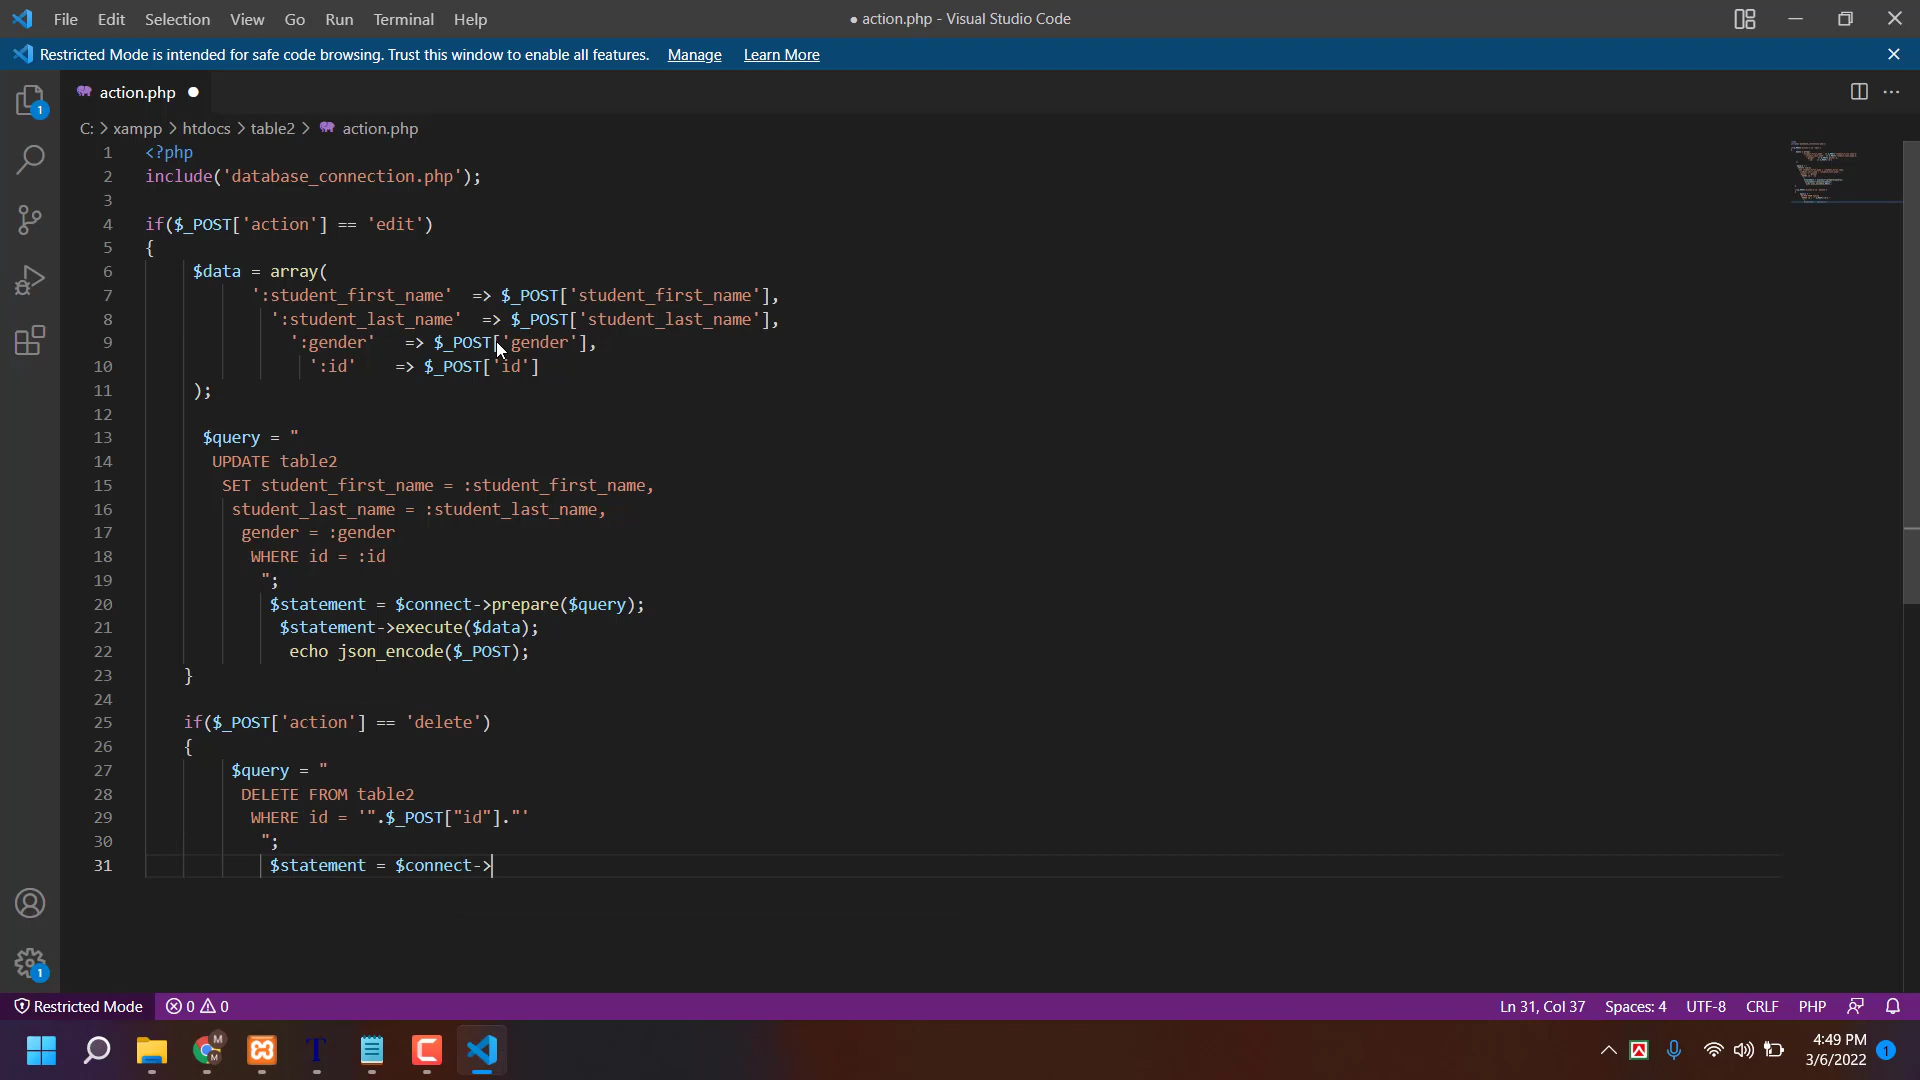 File Edit Selection View Go Run Terminal Help
● action.php - Visual Studio Code
Restricted Mode is intended for safe code browsing. Trust this window to enable all features. Manage Learn More
action.php ●
C: > xampp > htdocs > table2 > action.php
1 <?php
2 include('database_connection.php');
3
4 if($_POST['action'] == 'edit')
5 {
6 $data = array(
7 ':student_first_name' => $_POST['student_first_name'],
8 ':student_last_name' => $_POST['student_last_name'],
9 ':gender' => $_POST['gender'],
10 ':id' => $_POST['id']
11 );
12
13 $query = "
14 UPDATE table2
15 SET student_first_name = :student_first_name,
16 student_last_name = :student_last_name,
17 gender = :gender
18 WHERE id = :id
19 ";
20 $statement = $connect->prepare($query);
21 $statement->execute($data);
22 echo json_encode($_POST);
23 }
24
25 if($_POST['action'] == 'delete')
26 {
27 $query = "
28 DELETE FROM table2
29 WHERE id = '".$_POST["id"]."'
30 ";
31 $statement = $connect->
1
1
Restricted Mode 0 0 Ln 31, Col 37 Spaces: 4 UTF-8 CRLF PHP
4:49 PM
3/6/2022
1